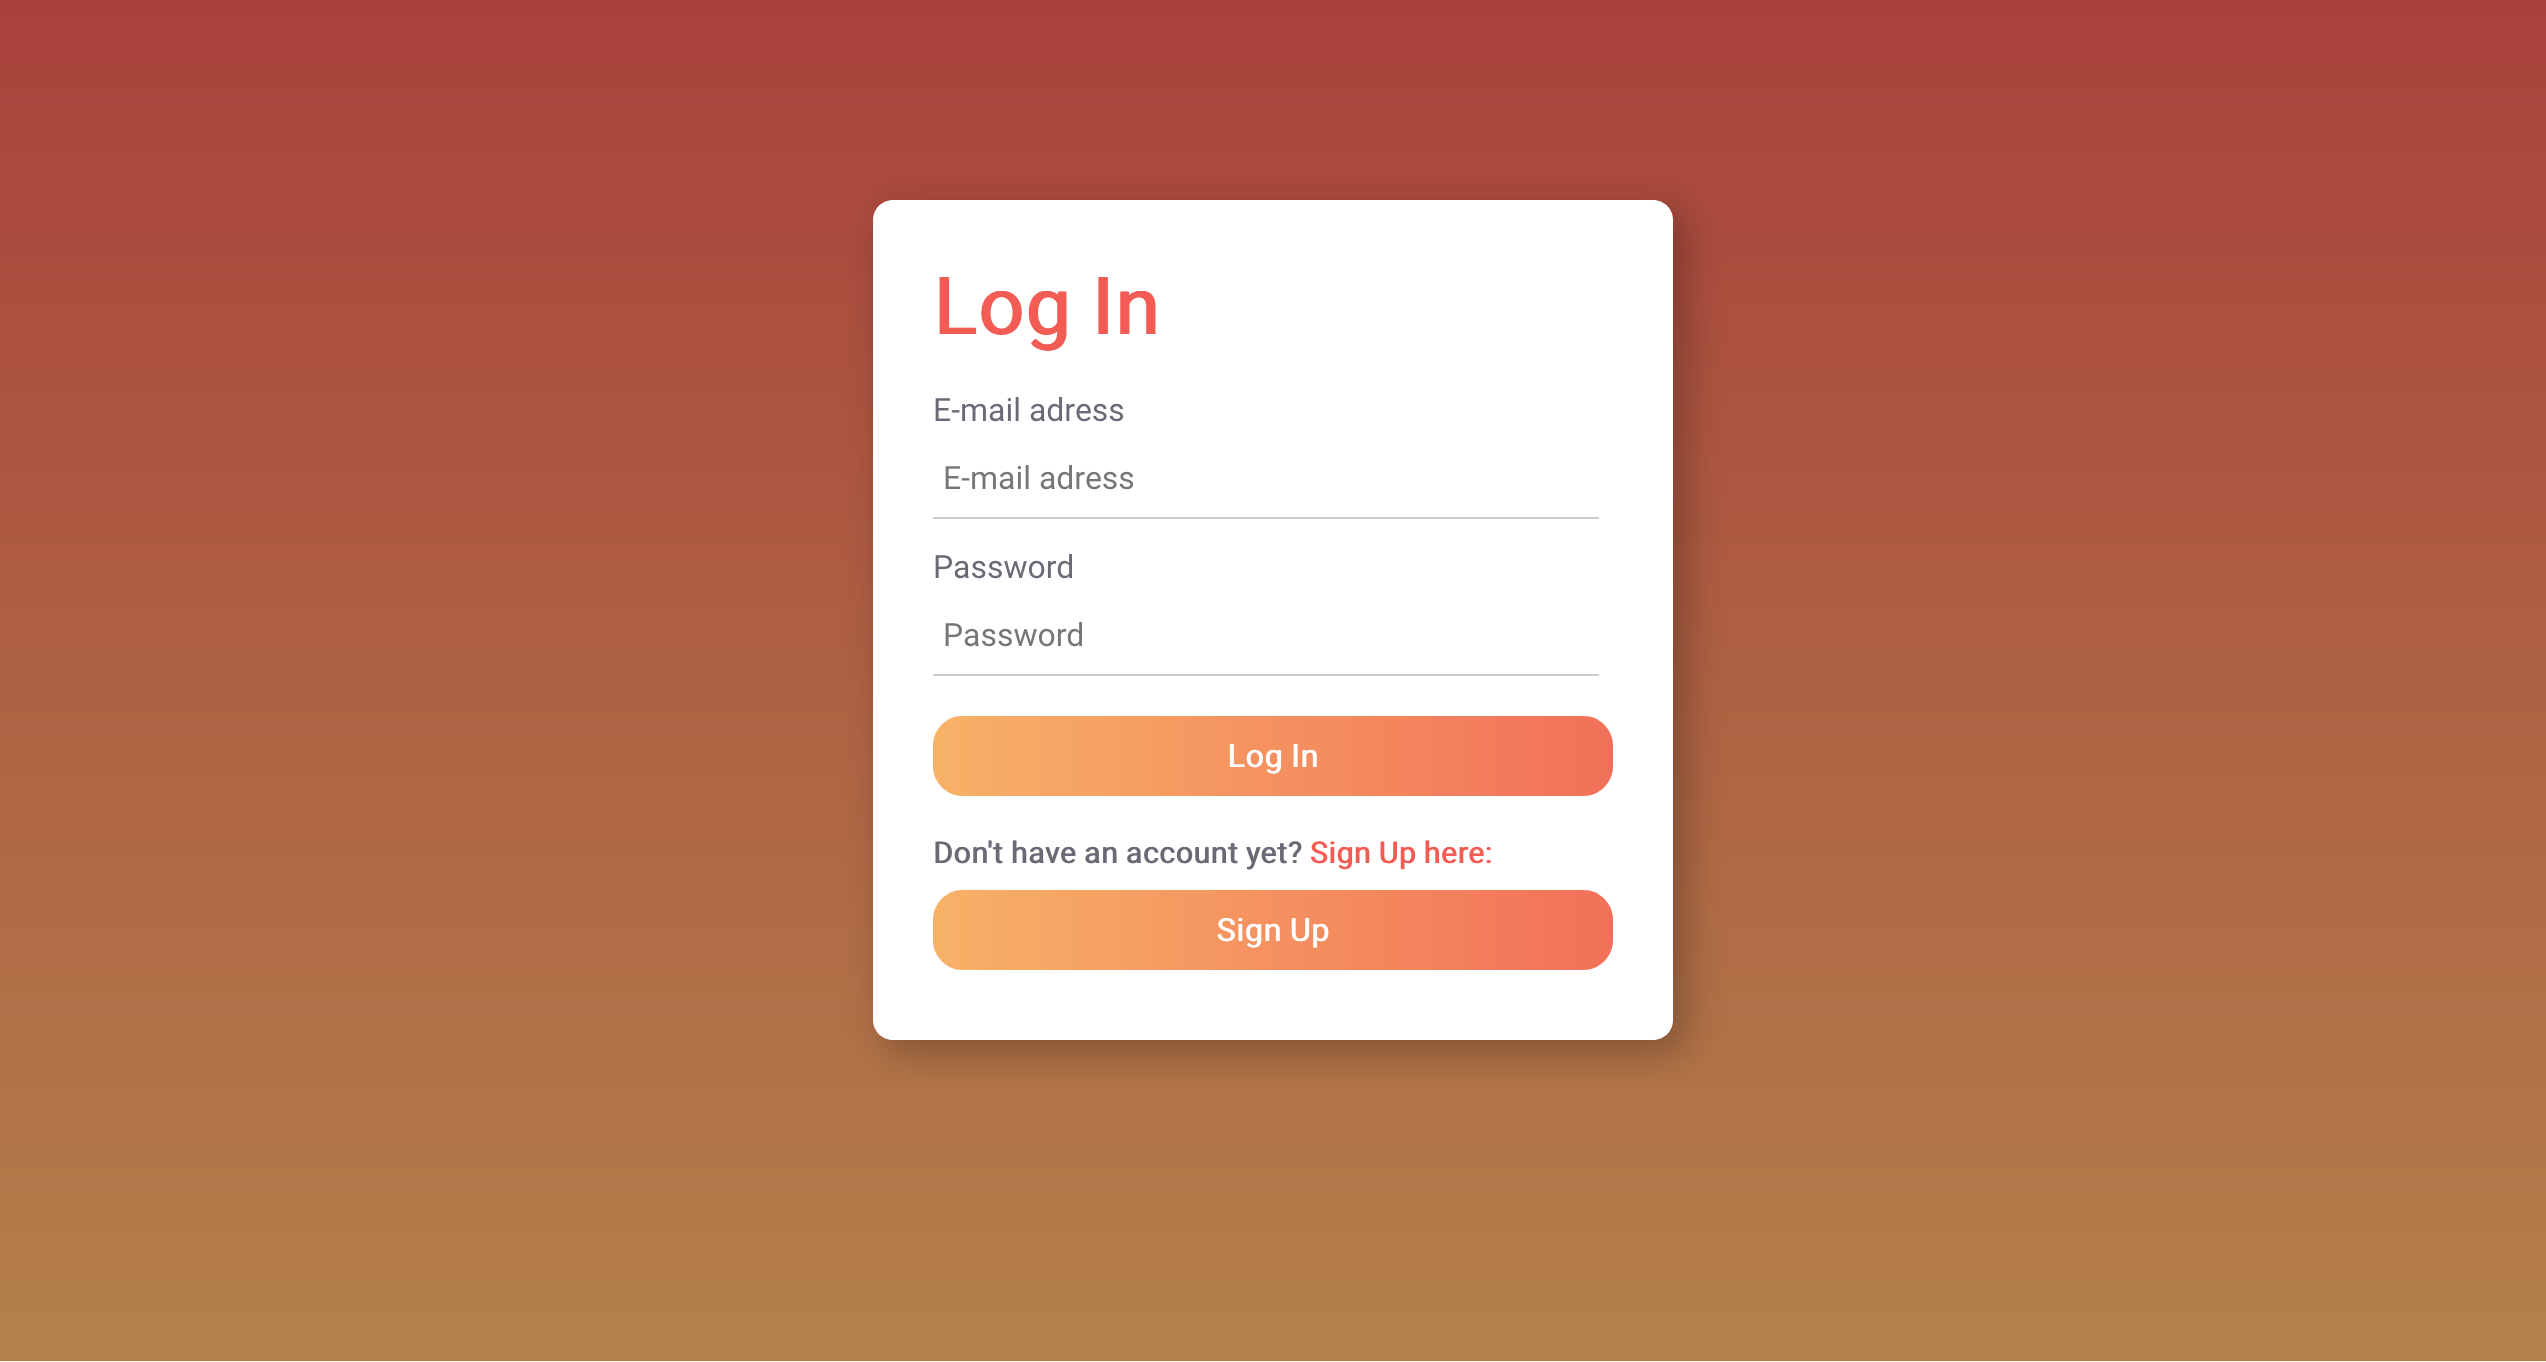 Log In
E-mail adress
E-mail adress
Password
Password
Log In
Don't have an account yet? Sign Up here:
Sign Up